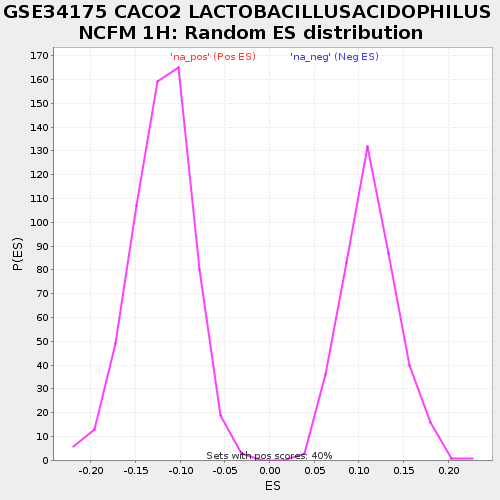 GSE34175 CACO2 LACTOBACILLUSACIDOPHILUS
NCFM 1H: Random ES distribution
'na_pos' (Pos ES) 'na_neg' (Neg ES)
170
160
150
140
130
120
110
100
90
80
70
60
50
40
30
20
10
0
P(ES)
Sets with pos scores: 40%
-0.20 -0.15 -0.10 -0.05 0.00 0.05 0.10 0.15 0.20
ES